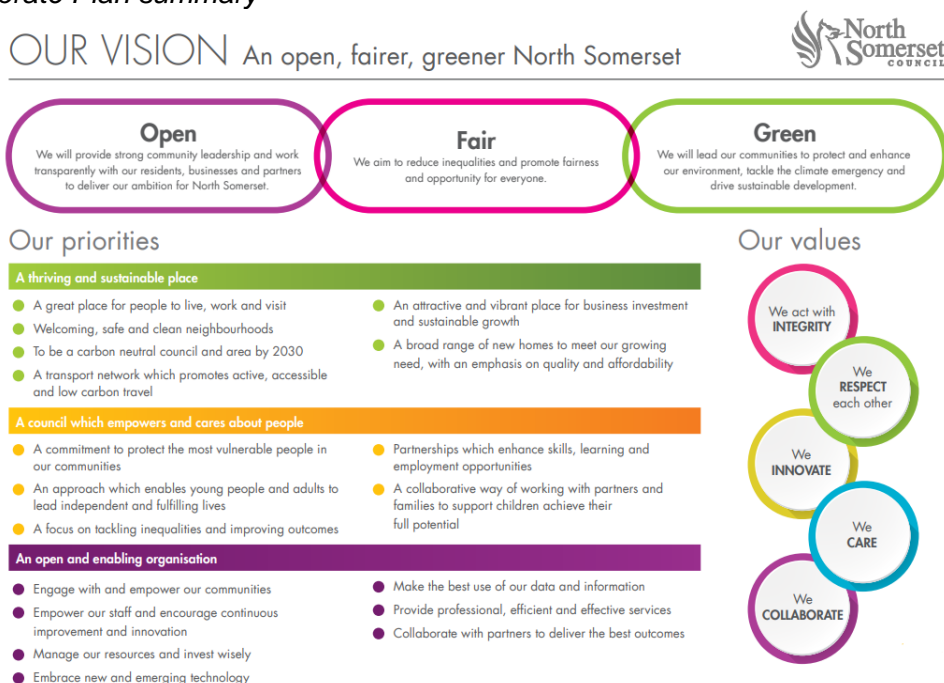 orate Plan summary
OUR VISION An open, fairer, greener North Somerset
North
Somerset
COUNCIL
Open
We will provide strong community leadership and work
transparently with our residents, businesses and partners
to deliver our ambition for North Somerset.
Fair
We aim to reduce inequalities and promote fairness
and opportunity for everyone.
Green
We will lead our communities to protect and enhance
our environment, tackle the climate emergency and
drive sustainable development.
Our priorities
A thriving and sustainable place
A great place for people to live, work and visit
Welcoming, safe and clean neighbourhoods
To be a carbon neutral council and area by 2030
A transport network which promotes active, accessible
and low carbon travel
An attractive and vibrant place for business investment
and sustainable growth
A broad range of new homes to meet our growing
need, with an emphasis on quality and affordability
A council which empowers and cares about people
A commitment to protect the most vulnerable people in
our communities
An approach which enables young people and adults to
lead independent and fulfilling lives
A focus on tackling inequalities and improving outcomes
Partnerships which enhance skills, learning and
employment opportunities
A collaborative way of working with partners and
families to support children achieve their
full potential
An open and enabling organisation
Engage with and empower our communities
Empower our staff and encourage continuous
improvement and innovation
Manage our resources and invest wisely
Embrace new and emerging technology
Make the best use of our data and information
Provide professional, efficient and effective services
Collaborate with partners to deliver the best outcomes
Our values
We act with
INTEGRITY
We
RESPECT
each other
We
INNOVATE
We
CARE
We
COLLABORATE